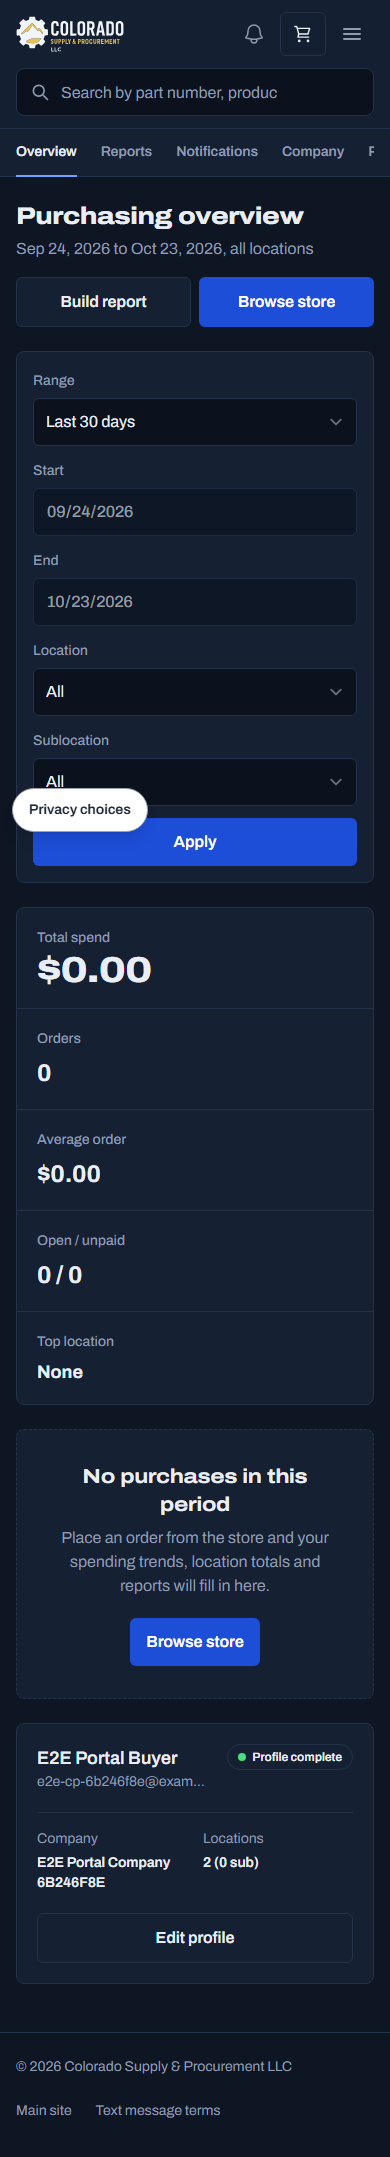 COLORADO
SUPPLY & PROCUREMENT
LLC
Search by part number, produc
Overview Reports Notifications Company
Purchasing overview
Sep 24, 2026 to Oct 23, 2026, all locations
Build report Browse store
Range
Last 30 days
Start
09/24/2026
End
10/23/2026
Location
All
Sublocation
All
Privacy choices
Apply
Total spend
$0.00
Orders
0
Average order
$0.00
Open / unpaid
0 / 0
Top location
None
No purchases in this
period
Place an order from the store and your
spending trends, location totals and
reports will fill in here.
Browse store
E2E Portal Buyer Profile complete
e2e-cp-6b246f8e@exam...
Company Locations
E2E Portal Company 2 (0 sub)
6B246F8E
Edit profile
© 2026 Colorado Supply & Procurement LLC
Main site Text message terms